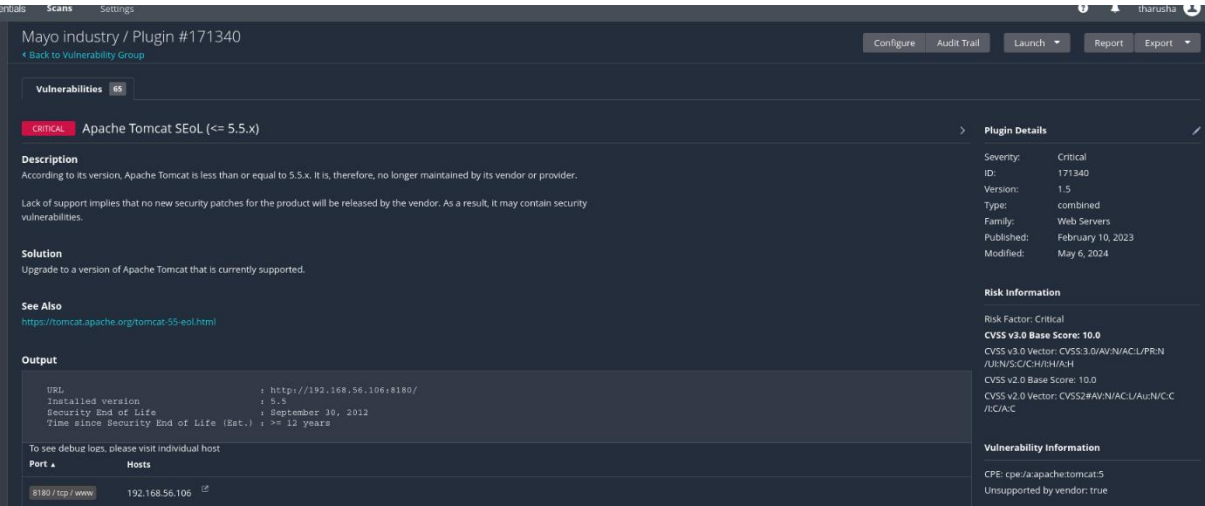 entials Scans Settings tharusha
Mayo industry / Plugin #171340
Back to Vulnerability Group
Configure Audit Trail Launch Report Export
Vulnerabilities 65
CRITICAL Apache Tomcat SEoL (<= 5.5.x)
Description
According to its version, Apache Tomcat is less than or equal to 5.5.x. It is, therefore, no longer maintained by its vendor or provider.
Lack of support implies that no new security patches for the product will be released by the vendor. As a result, it may contain security
vulnerabilities.
Solution
Upgrade to a version of Apache Tomcat that is currently supported.
See Also
https://tomcat.apache.org/tomcat-55-eol.html
Output
URL : http://192.168.56.106:8180/
Installed version : 5.5
Security End of Life : September 30, 2012
Time since Security End of Life (Est.) : >= 12 years
To see debug logs, please visit individual host
Port Hosts
8180 / tcp / www 192.168.56.106
Plugin Details
Severity: Critical
ID: 171340
Version: 1.5
Type: combined
Family: Web Servers
Published: February 10, 2023
Modified: May 6, 2024
Risk Information
Risk Factor: Critical
CVSS v3.0 Base Score: 10.0
CVSS v3.0 Vector: CVSS:3.0/AV:N/AC:L/PR:N
/UI:N/S:C/C:H/I:H/A:H
CVSS v2.0 Base Score: 10.0
CVSS v2.0 Vector: CVSS2#AV:N/AC:L/Au:N/C:C
/I:C/A:C
Vulnerability Information
CPE: cpe:/a:apache:tomcat:5
Unsupported by vendor: true